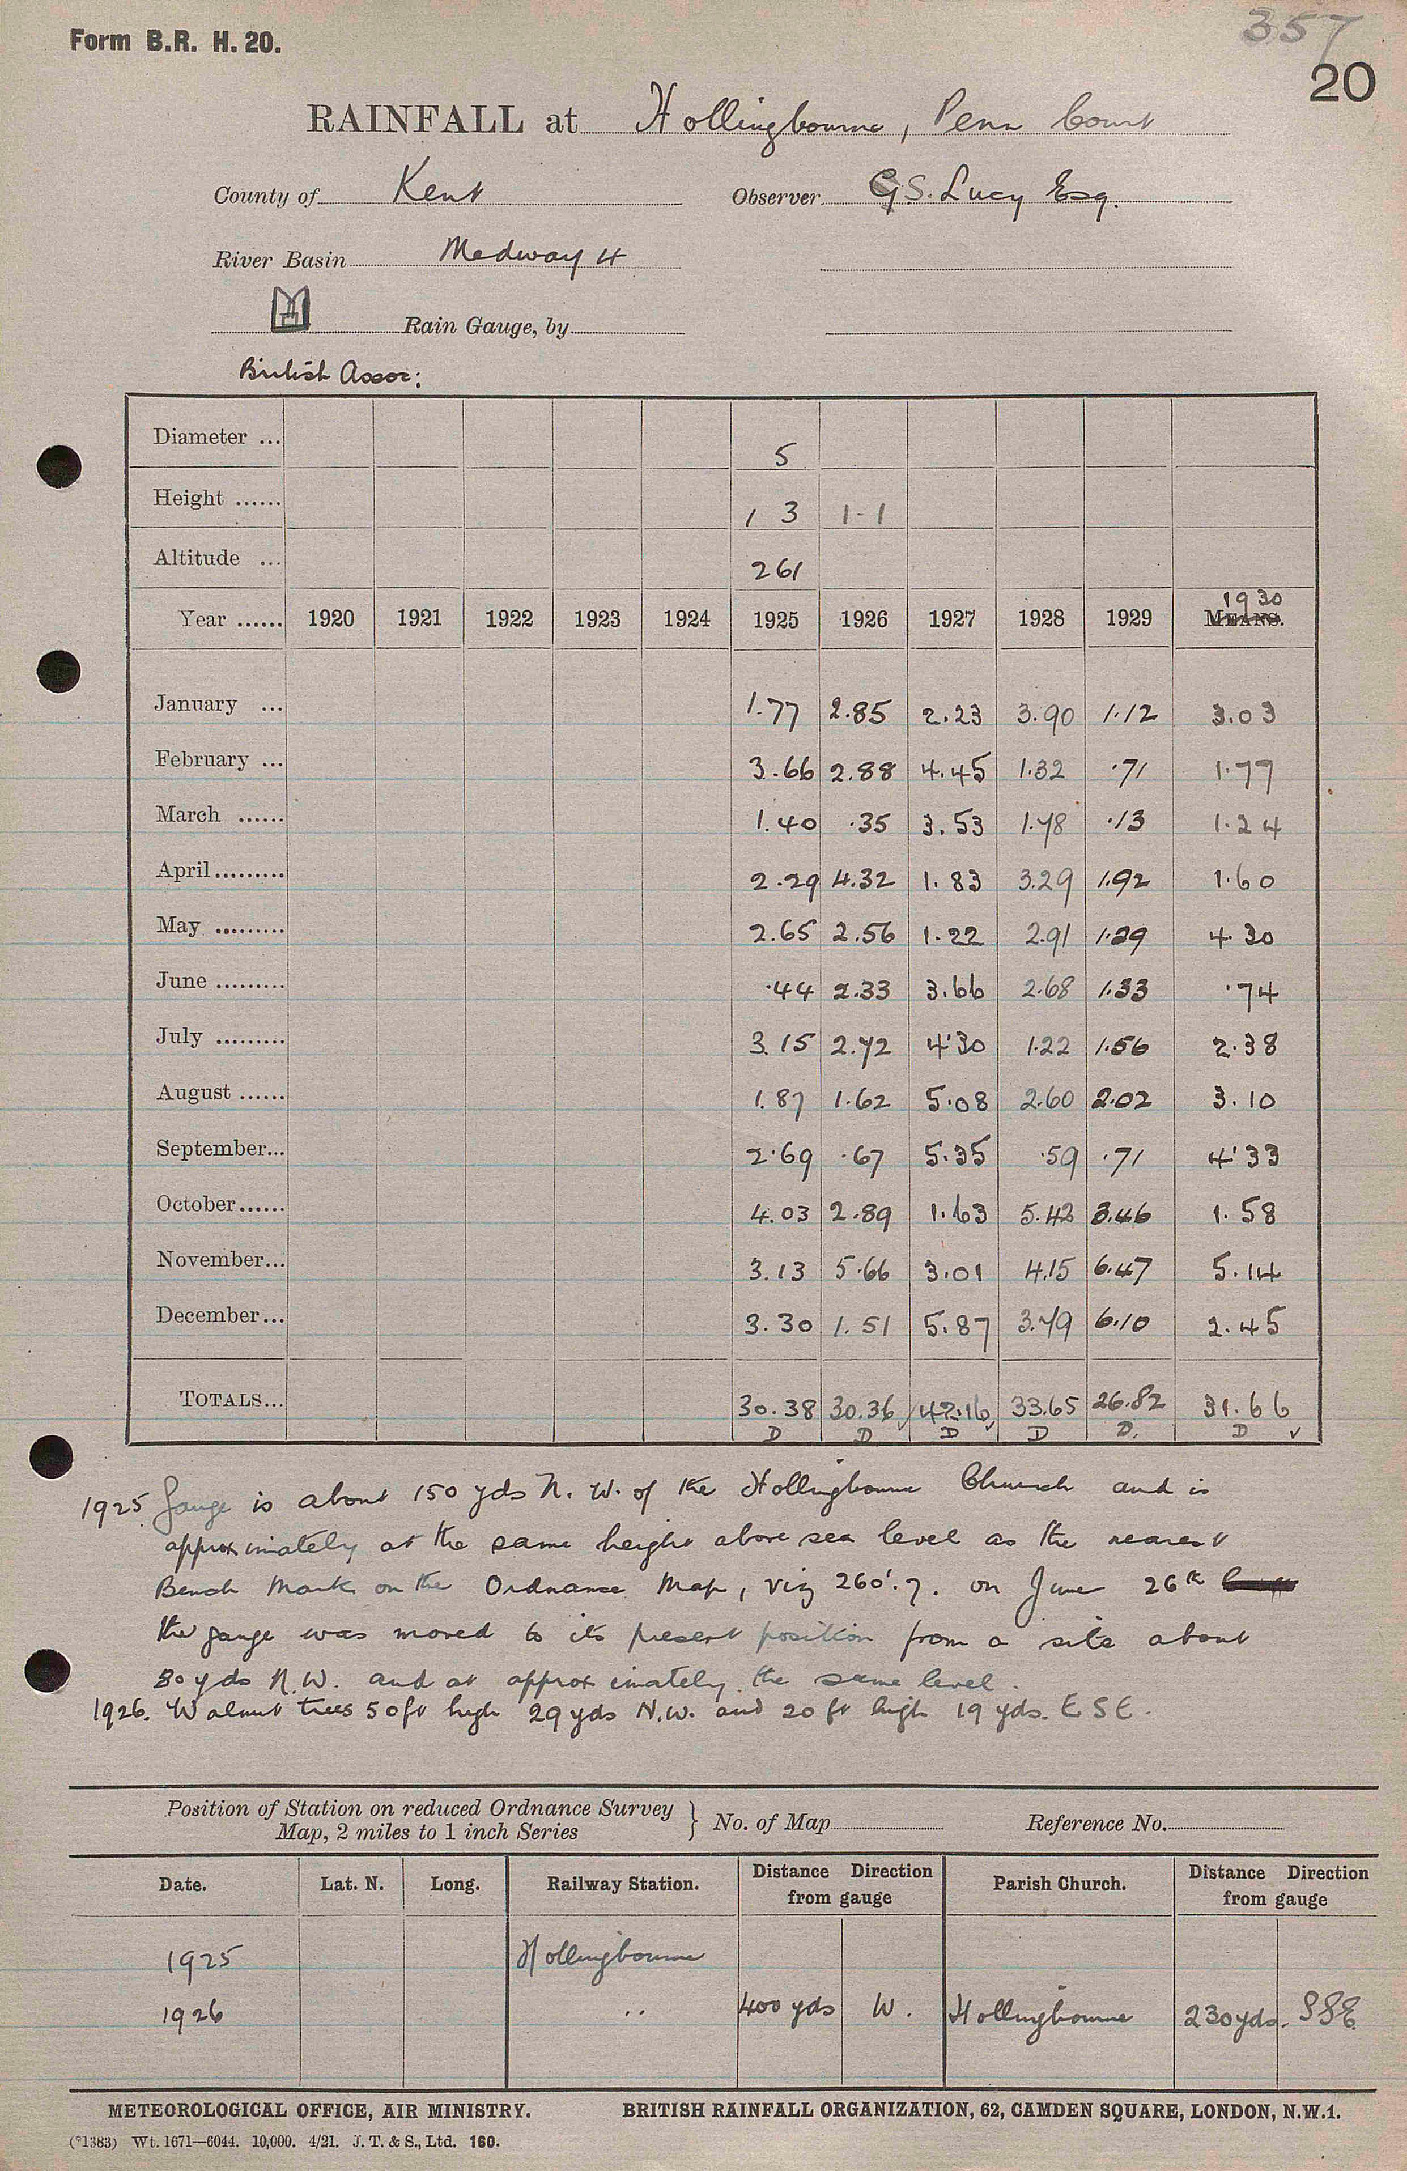 Form B.R. H. 20.
357
20
RAINFALL at Hollingbourne, Penn Court
County of Kent Observer G.S. Lucy Esq.
River Basin Medway 4
Rain Gauge, by
British Assoc:
Diameter ... 5
Height ...... 1 3 1-1
Altitude ... 261
Year ...... 1920 1921 1922 1923 1924 1925 1926 1927 1928 1929 1930 MEANS.
January ... 1.77 2.85 2.23 3.90 1.12 3.03
February ... 3.66 2.88 4.45 1.32 .71 1.77
March ...... 1.40 .35 3.53 1.78 .13 1.24
April......... 2.29 4.32 1.83 3.29 1.92 1.60
May ......... 2.65 2.56 1.22 2.91 1.29 4.30
June ......... .44 2.33 3.66 2.68 1.33 .74
July ......... 3.15 2.72 4.30 1.22 1.56 2.38
August ...... 1.87 1.62 5.08 2.60 2.02 3.10
September... 2.69 .67 5.35 .59 .71 4.33
October...... 4.03 2.89 1.63 5.42 3.46 1.58
November... 3.13 5.66 3.01 4.15 6.47 5.14
December... 3.30 1.51 5.87 3.79 6.10 2.45
TOTALS... 30.38 30.36 42.16 33.65 26.82 31.66
D D D D D. D
1925 Gauge is about 150 yds N.W. of the Hollingbourne Church and is
approximately at the same height above sea level as the nearest
Bench Mark on the Ordnance Map, viz 260'.7. on June 26th
the gauge was moved to its present position from a site about
30 yds N.W. and at approximately the same level.
1926. Walnut trees 50ft high 29 yds N.W. and 20 ft high 19 yds. ESE.
Position of Station on reduced Ordnance Survey
Map, 2 miles to 1 inch Series } No. of Map Reference No.
Date. Lat. N. Long. Railway Station. Distance Direction from gauge Parish Church. Distance Direction from gauge
1925 Hollingbourne
1926 .. 400 yds W. Hollingbourne 230 yds. SSE
METEOROLOGICAL OFFICE, AIR MINISTRY. BRITISH RAINFALL ORGANIZATION, 62, CAMDEN SQUARE, LONDON, N.W.1.
(*1383) Wt. 1671—6044. 10,000. 4/21. J. T. & S., Ltd. 160.